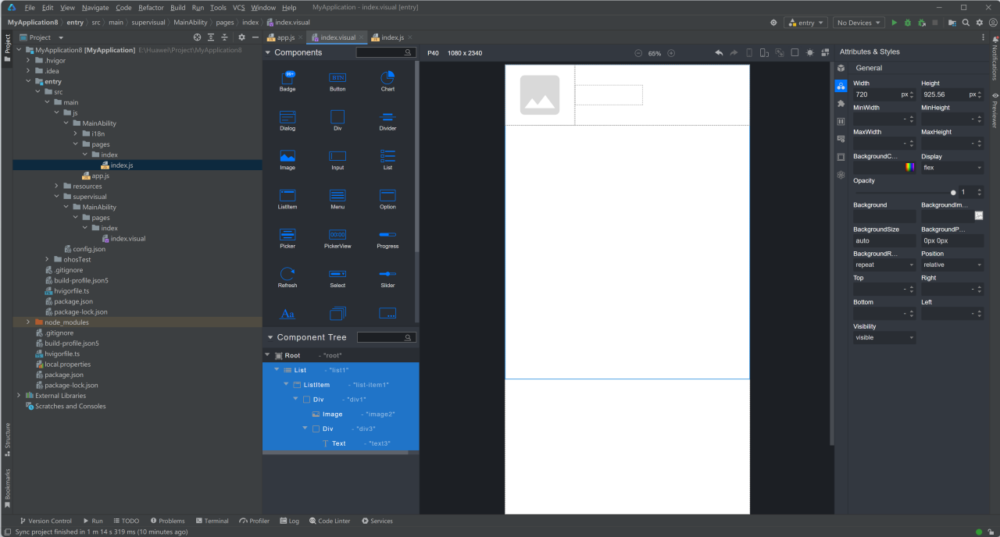 File Edit View Navigate Code Refactor Build Run Tools VCS Window Help MyApplication - index.visual [entry]
MyApplication8 entry src main supervisual MainAbility pages index index.visual
entry No Devices
Project
app.js index.visual index.js
MyApplication8 [MyApplication] E:\Huawei\Project\MyApplication8
.hvigor
.idea
entry
src
main
js
MainAbility
i18n
pages
index
index.js
app.js
resources
supervisual
MainAbility
pages
index
index.visual
config.json
ohosTest
.gitignore
build-profile.json5
hvigorfile.ts
package.json
package-lock.json
node_modules
.gitignore
build-profile.json5
hvigorfile.ts
local.properties
package.json
package-lock.json
External Libraries
Scratches and Consoles
Project
Structure
Bookmarks
Components
99+
BTN
Badge Button Chart
Dialog Div Divider
Image Input List
ListItem Menu Option
00:00
Picker PickerView Progress
Refresh Select Slider
Aa
Component Tree
Root - "root"
List - "list1"
ListItem - "list-item1"
Div - "div1"
Image - "image2"
Div - "div3"
Text - "text3"
P40 1080 x 2340 65%
Attributes & Styles
General
Width Height
720 px 925.56 px
MinWidth MinHeight
- -
MaxWidth MaxHeight
- -
BackgroundC... Display
flex
Opacity
1
Background BackgroundIm...
BackgroundSize BackgroundP...
auto 0px 0px
BackgroundR... Position
repeat relative
Top Right
- -
Bottom Left
- -
Visibility
visible
Notifications
Previewer
Version Control Run TODO Problems Terminal Profiler Log Code Linter Services
Sync project finished in 1 m 14 s 319 ms (10 minutes ago)